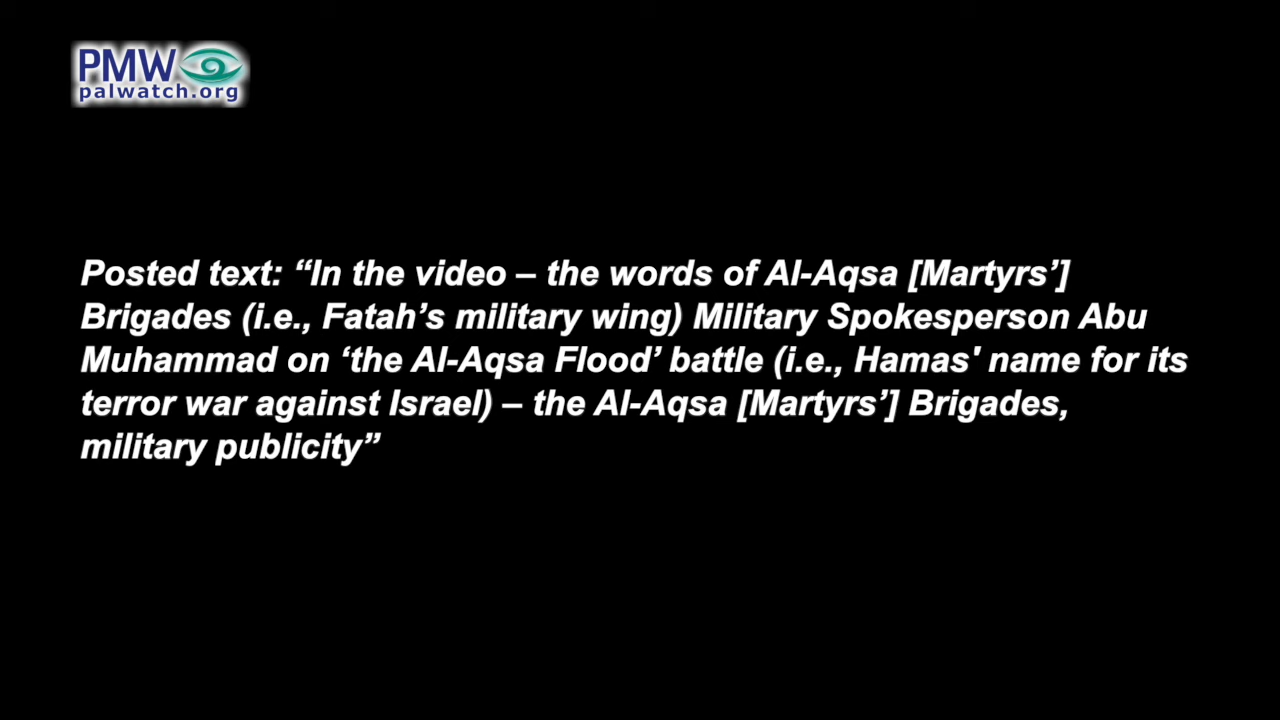 PMW
palwatch.org
Posted text: “In the video – the words of Al-Aqsa [Martyrs’]
Brigades (i.e., Fatah’s military wing) Military Spokesperson Abu
Muhammad on ‘the Al-Aqsa Flood’ battle (i.e., Hamas' name for its
terror war against Israel) – the Al-Aqsa [Martyrs’] Brigades,
military publicity”